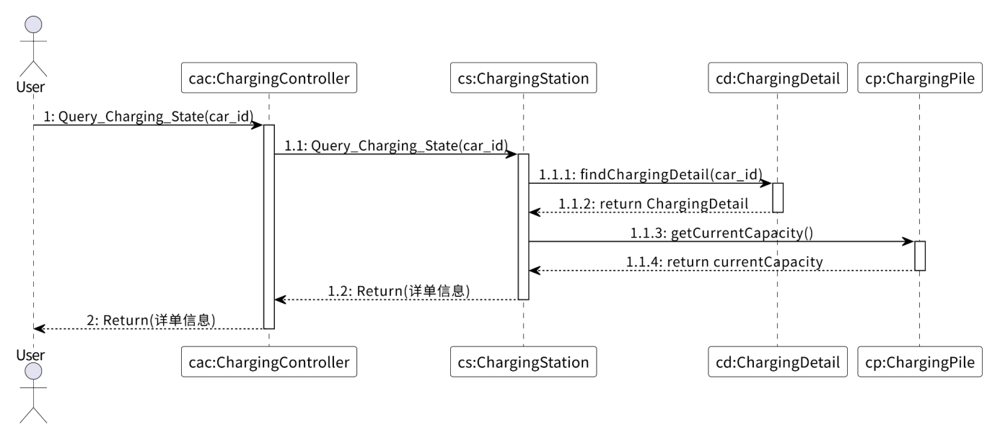 User
cac:ChargingController
cs:ChargingStation
cd:ChargingDetail
cp:ChargingPile
1: Query_Charging_State(car_id)
1.1: Query_Charging_State(car_id)
1.1.1: findChargingDetail(car_id)
1.1.2: return ChargingDetail
1.1.3: getCurrentCapacity()
1.1.4: return currentCapacity
1.2: Return(详单信息)
2: Return(详单信息)
User
cac:ChargingController
cs:ChargingStation
cd:ChargingDetail
cp:ChargingPile